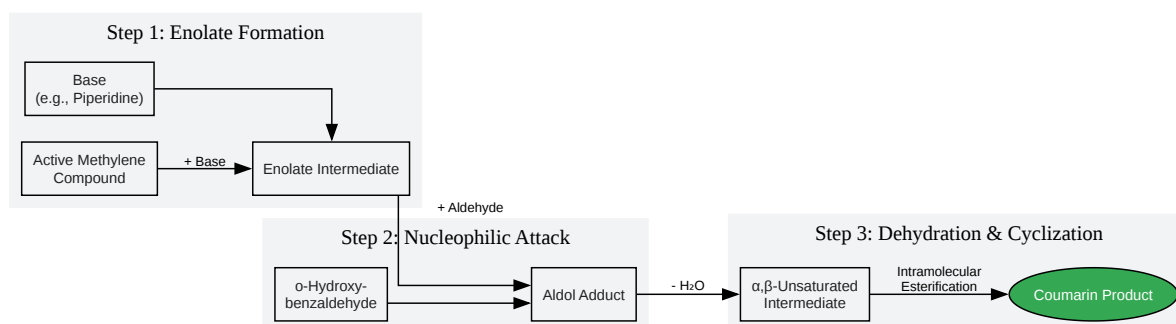 Step 1: Enolate Formation
Base
(e.g., Piperidine)
Active Methylene
Compound
+ Base
Enolate Intermediate
+ Aldehyde
Step 2: Nucleophilic Attack
o-Hydroxy-
benzaldehyde
Aldol Adduct
- H₂O
Step 3: Dehydration & Cyclization
α,β-Unsaturated
Intermediate
Intramolecular
Esterification
Coumarin Product